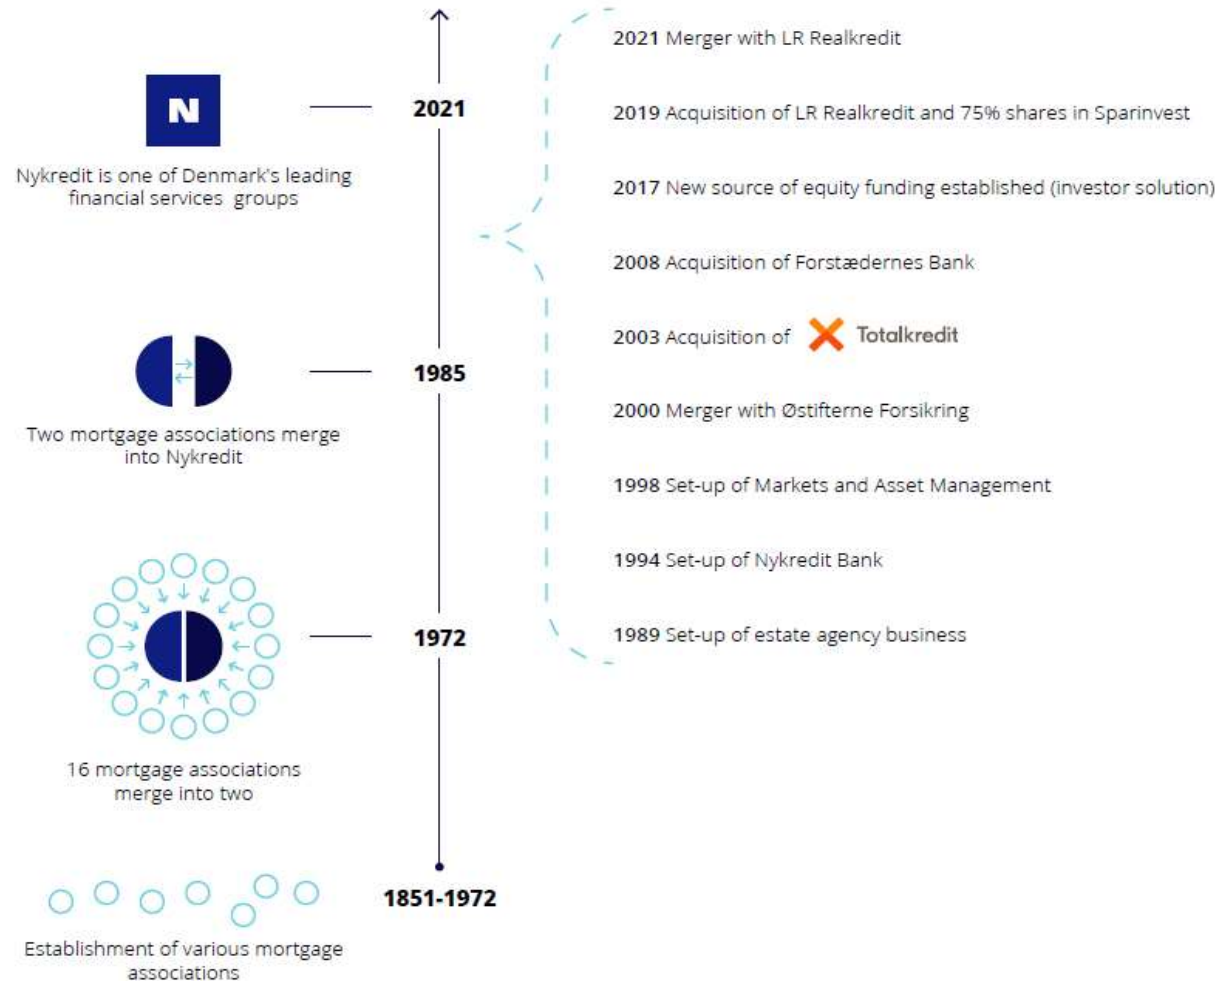 2021 Merger with LR Realkredit
N
2021
2019 Acquisition of LR Realkredit and 75% shares in Sparinvest
Nykredit is one of Denmark's leading
financial services groups
2017 New source of equity funding established (investor solution)
2008 Acquisition of Forstædernes Bank
2003 Acquisition of Totalkredit
1985
2000 Merger with Østifterne Forsikring
Two mortgage associations merge
into Nykredit
1998 Set-up of Markets and Asset Management
1994 Set-up of Nykredit Bank
1972
1989 Set-up of estate agency business
16 mortgage associations
merge into two
1851-1972
Establishment of various mortgage
associations